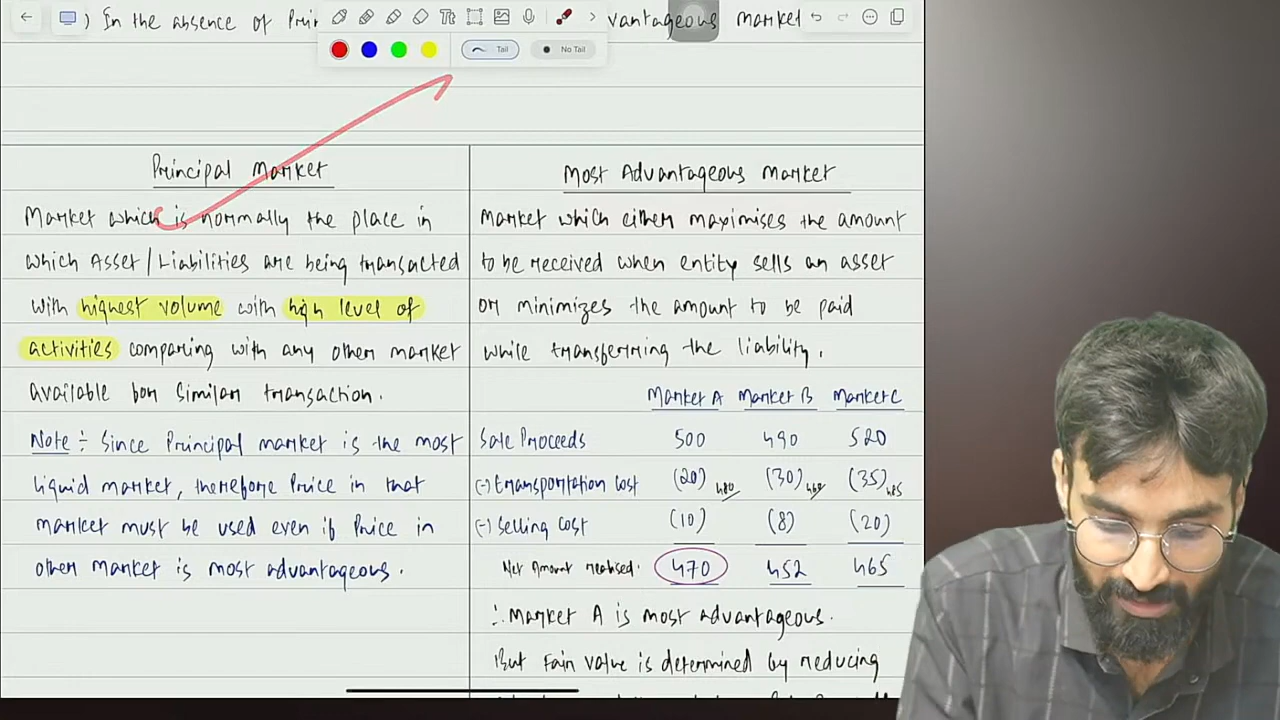 ) In the absence of Prin vantageous market
Tail No Tail
Principal Market
Market which is normally the place in
which Asset/Liabilities are being transacted
with highest volume with high level of
activities comparing with any other market
available for similar transaction.
Note :- Since Principal market is the most
liquid market, therefore Price in that
market must be used even if Price in
other market is most advantageous.
Most Advantageous Market
Market which either maximises the amount
to be received when entity sells an asset
or minimizes the amount to be paid
while transferring the liability.
Market A Market B Market C
Sale Proceeds 500 490 520
(-) Transportation Cost (20) 480 (30) 460 (35) 485
(-) Selling Cost (10) (8) (20)
Net Amount realised. 470 452 465
∴ Market A is most advantageous.
But Fair value is determined by reducing